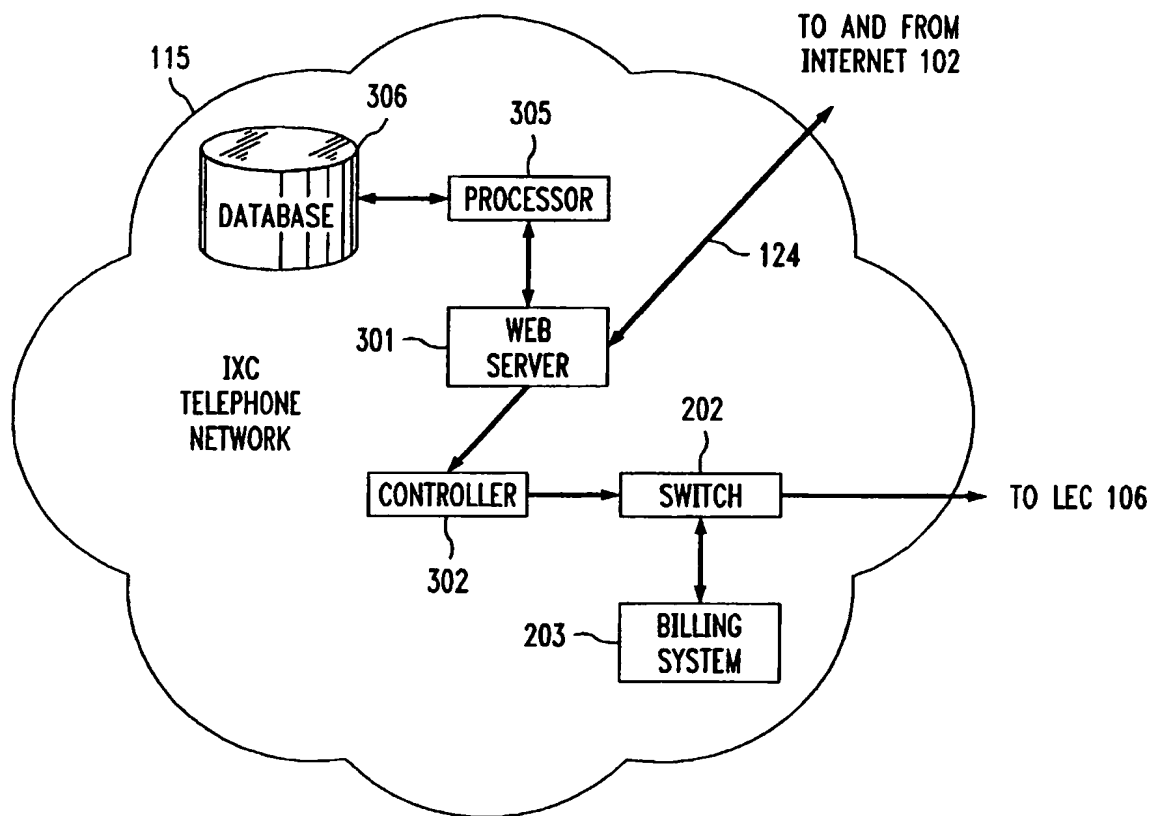 TO AND FROM
INTERNET 102
115
306
305
PROCESSOR
DATABASE
124
301
WEB
SERVER
IXC
TELEPHONE
NETWORK
202
CONTROLLER
SWITCH
TO LEC 106
302
203
BILLING
SYSTEM